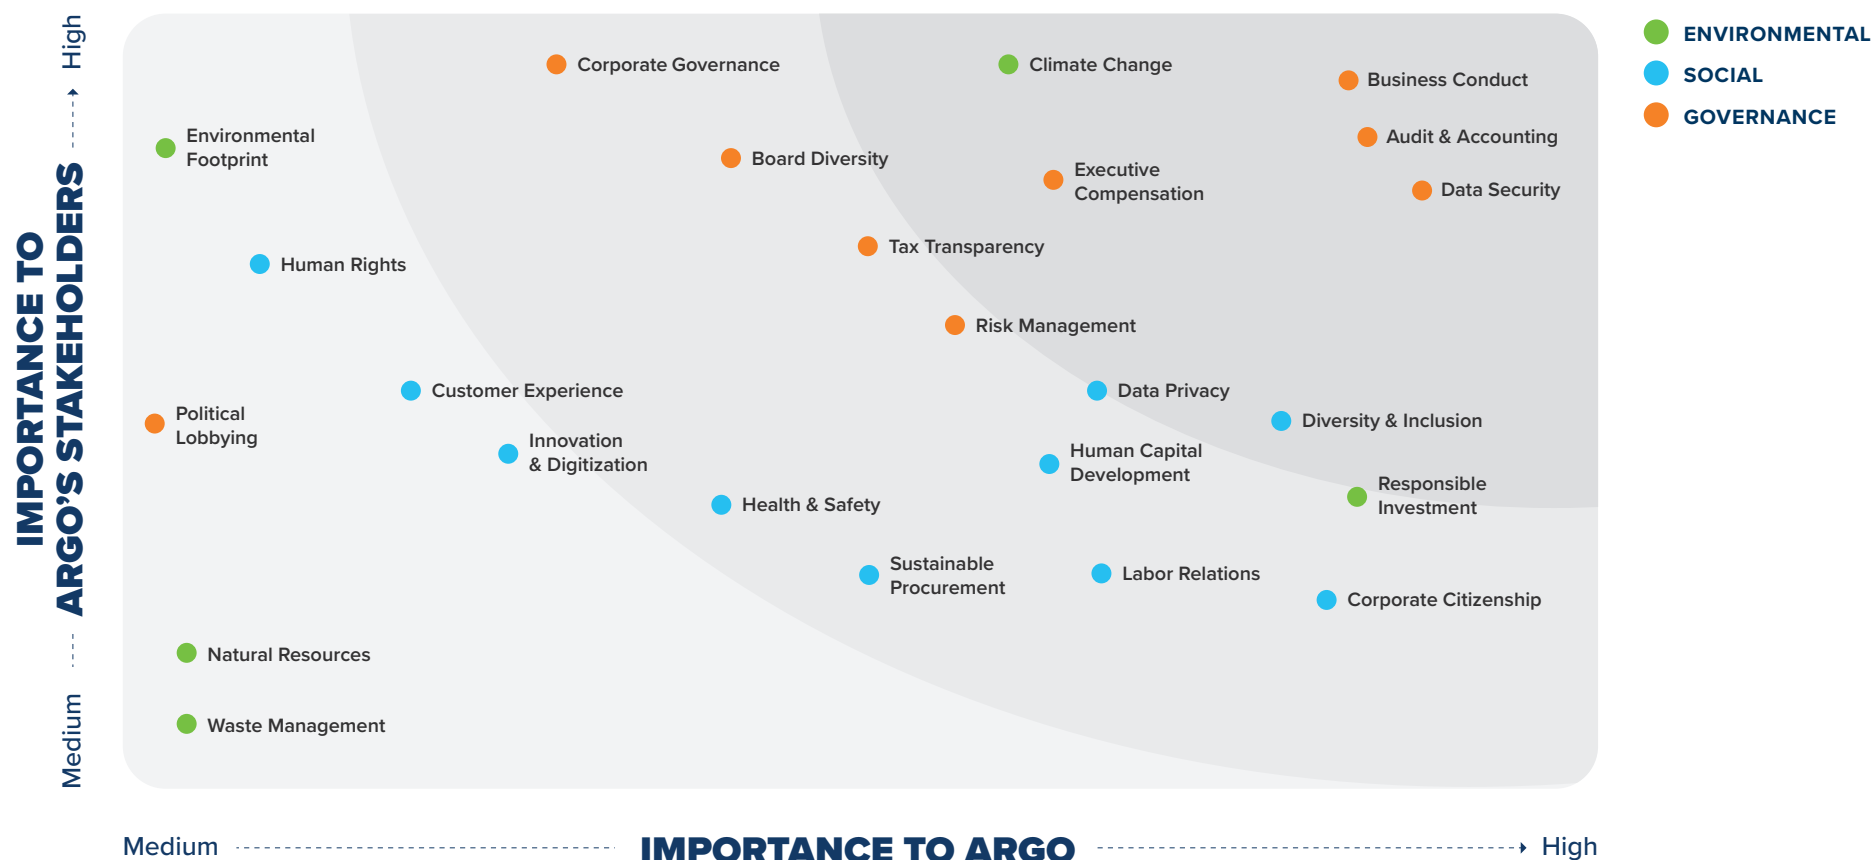 High
IMPORTANCE TO
ARGO'S STAKEHOLDERS
Medium
Corporate Governance
Climate Change
Business Conduct
Environmental
Footprint
Board Diversity
Audit & Accounting
Executive
Compensation
Data Security
Human Rights
Tax Transparency
Risk Management
Customer Experience
Data Privacy
Political
Lobbying
Diversity & Inclusion
Innovation
& Digitization
Human Capital
Development
Health & Safety
Responsible
Investment
Sustainable
Procurement
Labor Relations
Corporate Citizenship
Natural Resources
Waste Management
Medium
IMPORTANCE TO ARGO
High
ENVIRONMENTAL
SOCIAL
GOVERNANCE